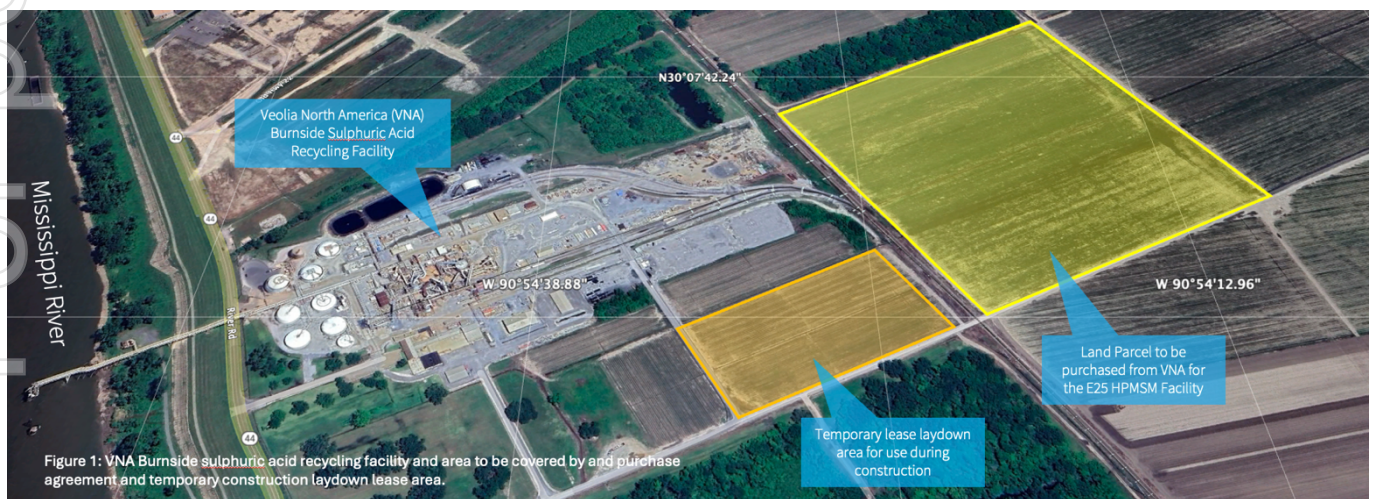 N30°07'42.24"
Veolia North America (VNA)
Burnside Sulphuric Acid
Recycling Facility
44
44
Mississippi River
W 90°54'38.88"
W 90°54'12.96"
River Rd
Land Parcel to be
purchased from VNA for
the E25 HPMSM Facility
Temporary lease laydown
area for use during
construction
44
Figure 1: VNA Burnside sulphuric acid recycling facility and area to be covered by and purchase
agreement and temporary construction laydown lease area.